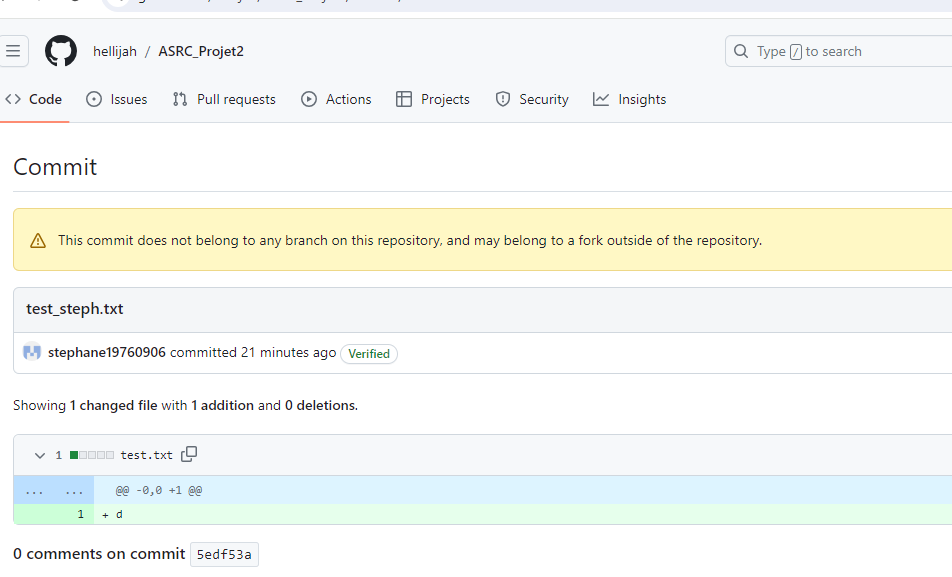 hellijah / ASRC_Projet2
Type / to search
Code Issues Pull requests Actions Projects Security Insights
Commit
This commit does not belong to any branch on this repository, and may belong to a fork outside of the repository.
test_steph.txt
stephane19760906 committed 21 minutes ago Verified
Showing 1 changed file with 1 addition and 0 deletions.
1 test.txt
... ... @@ -0,0 +1 @@
1 + d
0 comments on commit 5edf53a